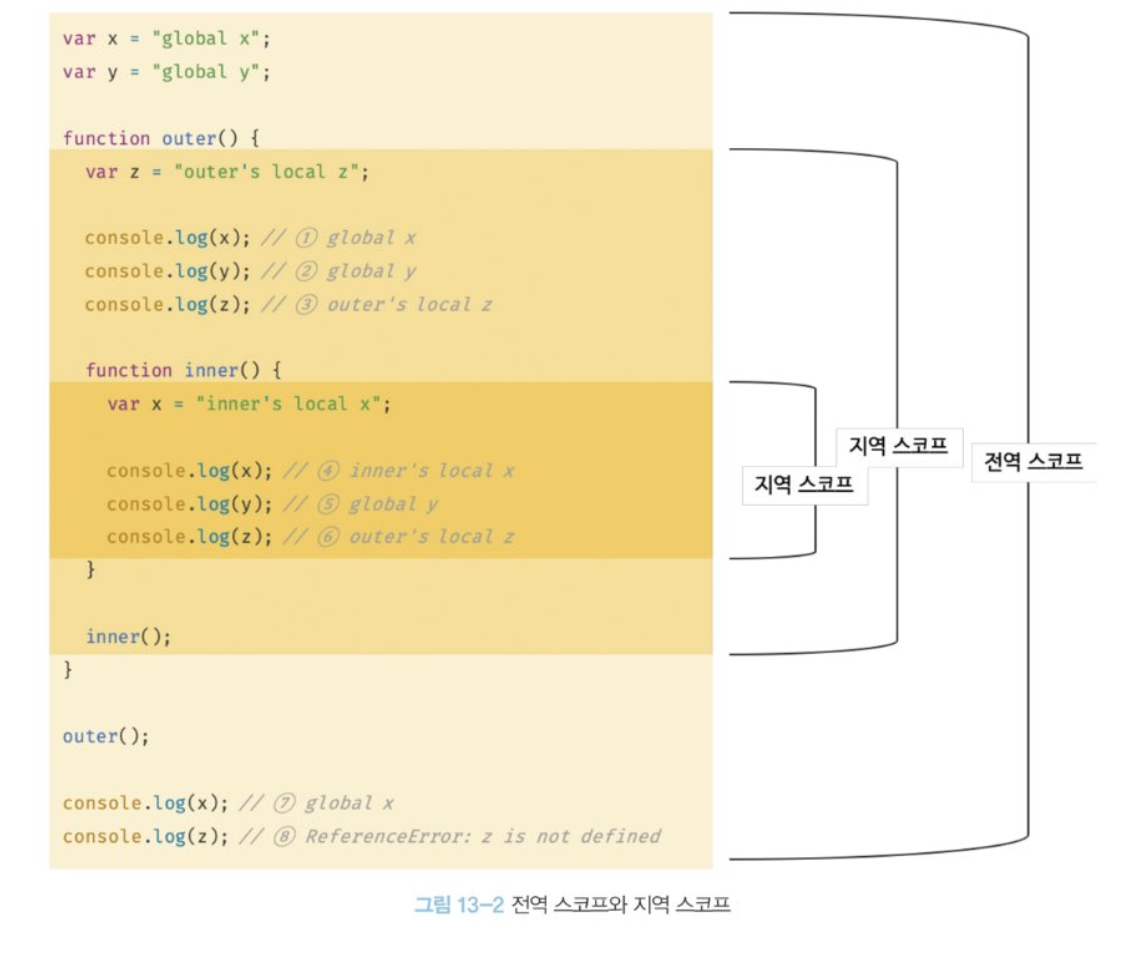 var x = "global x";
var y = "global y";
function outer() {
var z = "outer's local z";
console.log(x); // ① global x
console.log(y); // ② global y
console.log(z); // ③ outer's local z
function inner() {
var x = "inner's local x";
console.log(x); // ④ inner's local x
console.log(y); // ⑤ global y
console.log(z); // ⑥ outer's local z
}
inner();
}
outer();
console.log(x); // ⑦ global x
console.log(z); // ⑧ ReferenceError: z is not defined
지역 스코프
지역 스코프
전역 스코프
그림 13-2 전역 스코프와 지역 스코프